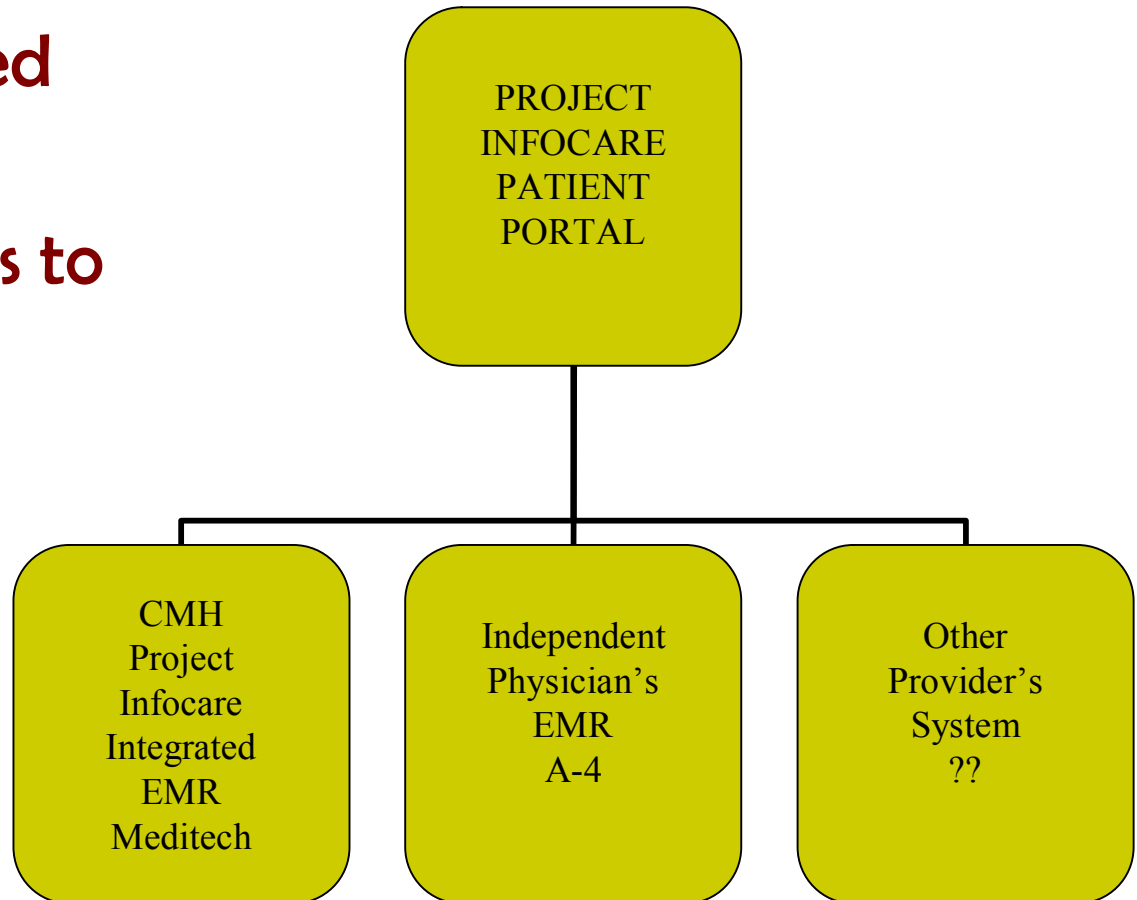 ed
s to
PROJECT
INFOCARE
PATIENT
PORTAL
CMH
Project
Infocare
Integrated
EMR
Meditech
Independent
Physician’s
EMR
A-4
Other
Provider’s
System
??